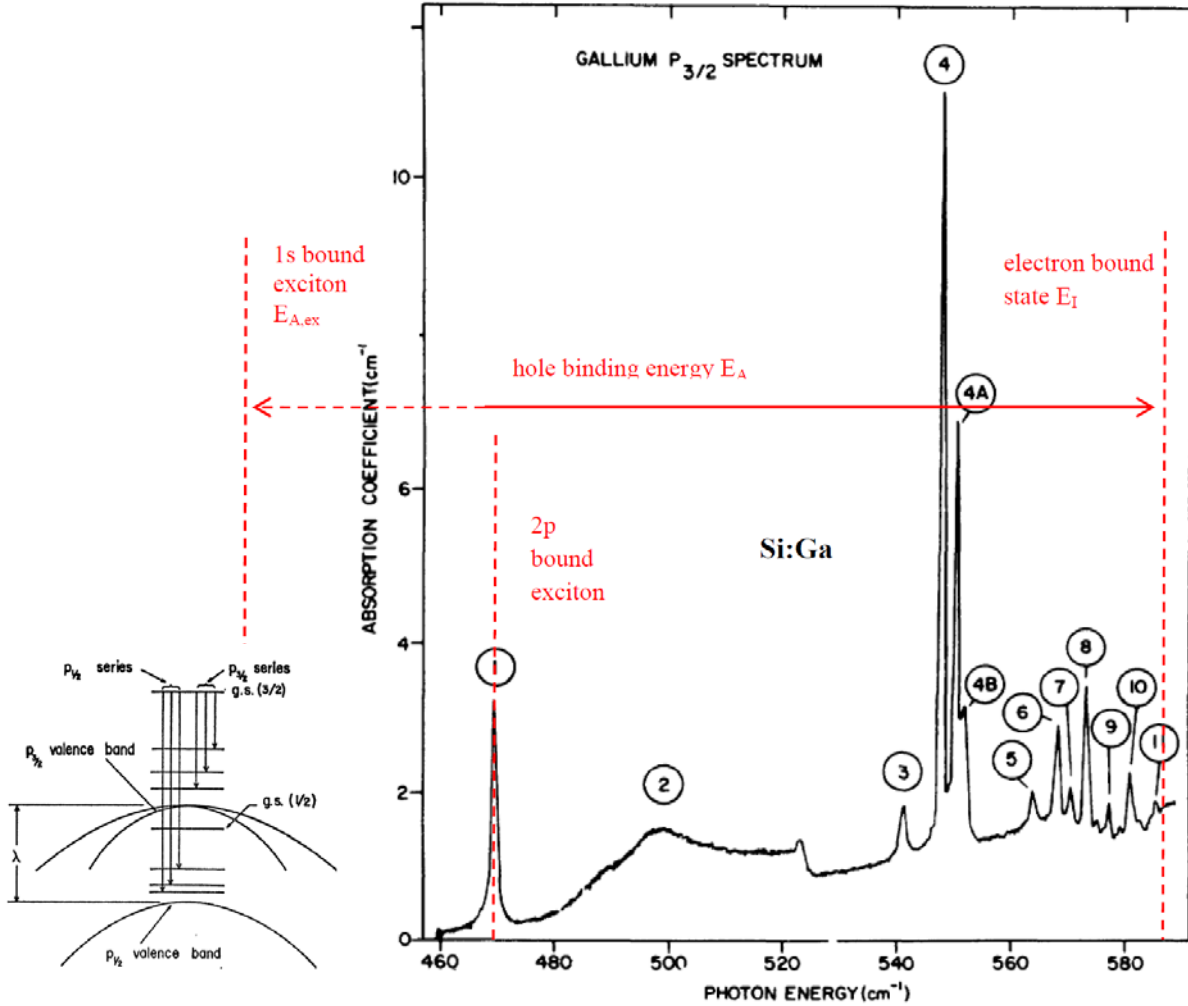 GALLIUM P3/2 SPECTRUM
4
10
1s bound
exciton
EA,ex
electron bound
state EI
hole binding energy EA
4A
ABSORPTION COEFFICIENT(cm-1
6
2p
bound
exciton
Si:Ga
4
P1/2 series
P3/2 series
g.s.(3/2)
P3/2 valence band
g.s.(1/2)
λ
P1/2 valence band
2
3
4B
5
6
7
8
9
10
1
2
0
460
480
500
520
540
560
580
PHOTON ENERGY(cm-1)